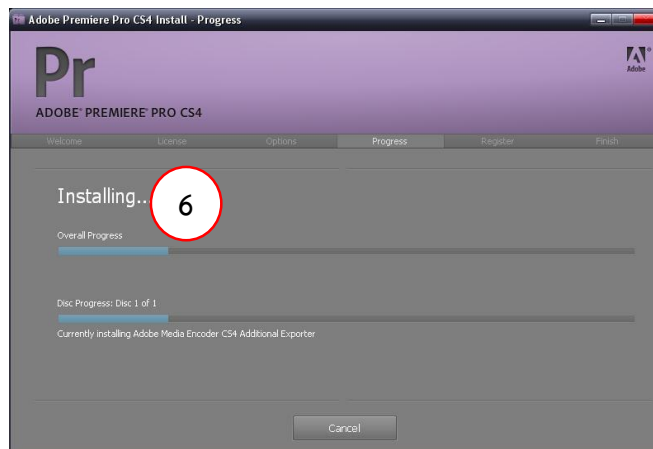 Adobe Premiere Pro CS4 Install - Progress
Pr
Adobe
ADOBE® PREMIERE® PRO CS4
Welcome License Options Progress Register Finish
Installing...
6
Overall Progress
Disc Progress: Disc 1 of 1
Currently installing Adobe Media Encoder CS4 Additional Exporter
Cancel